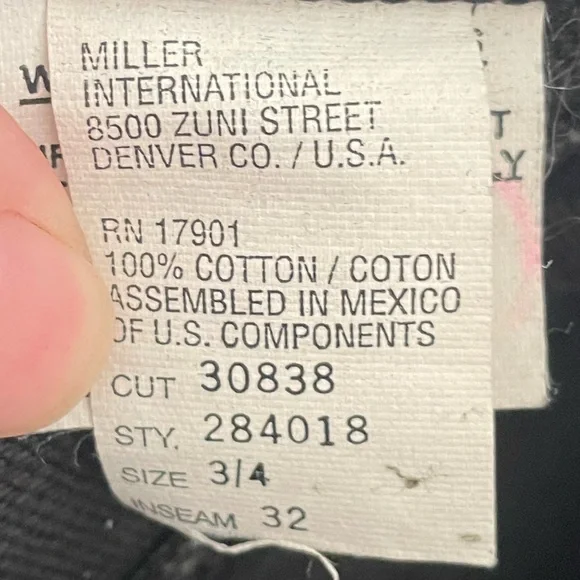 MILLER
INTERNATIONAL
8500 ZUNI STREET
DENVER CO. / U.S.A.
RN 17901
100% COTTON / COTON
ASSEMBLED IN MEXICO
OF U.S. COMPONENTS
CUT 30838
STY. 284018
SIZE 3/4
INSEAM 32